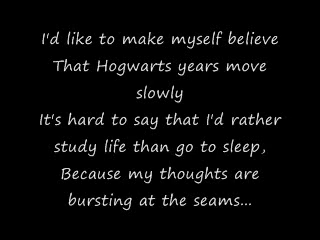 I'd like to make myself believe
That Hogwarts years move
slowly
It's hard to say that I'd rather
study life than go to sleep,
Because my thoughts are
bursting at the seams...